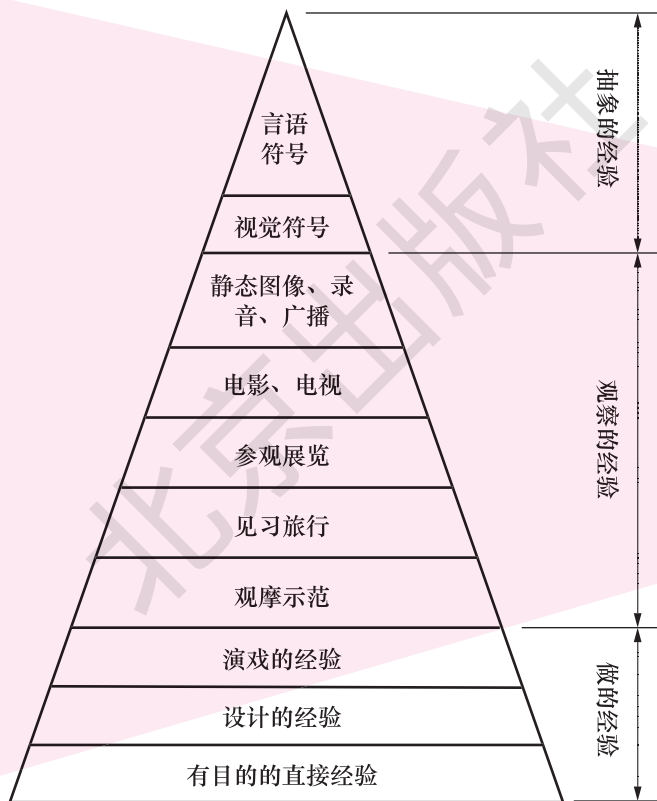 言语
符号
视觉符号
静态图像、录
音、广播
电影、电视
参观展览
见习旅行
观摩示范
演戏的经验
设计的经验
有目的的直接经验
抽象的经验
观察的经验
做的经验
北京出版社